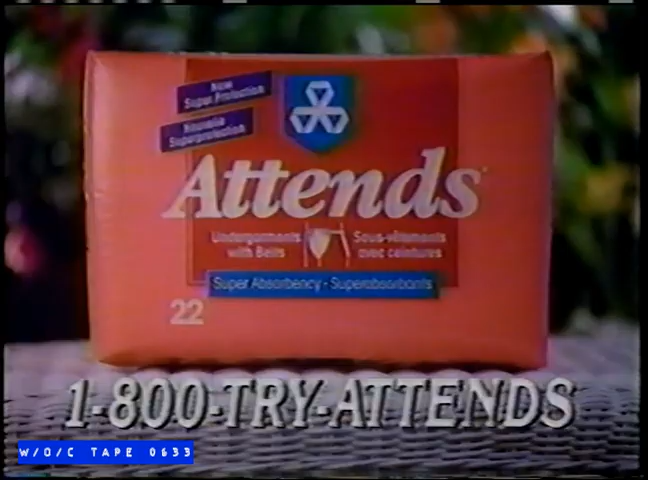 New
Super Protection
Nouvelle
Superprotection
Attends
Undergarments
with Belts
Sous-vêtements
avec ceintures
Super Absorbency • Superabsorbants
22
1-800-TRY-ATTENDS
W/O/C TAPE 0633